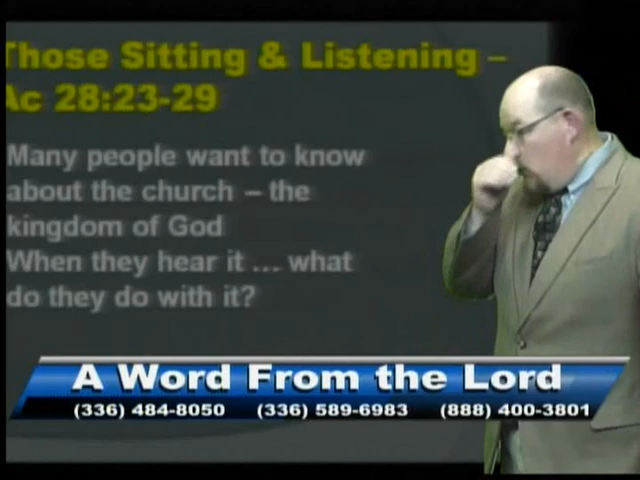 Those Sitting & Listening –
Ac 28:23-29
Many people want to know
about the church – the
kingdom of God
When they hear it ... what
do they do with it?
A Word From the Lord
(336) 484-8050 (336) 589-6983 (888) 400-3801